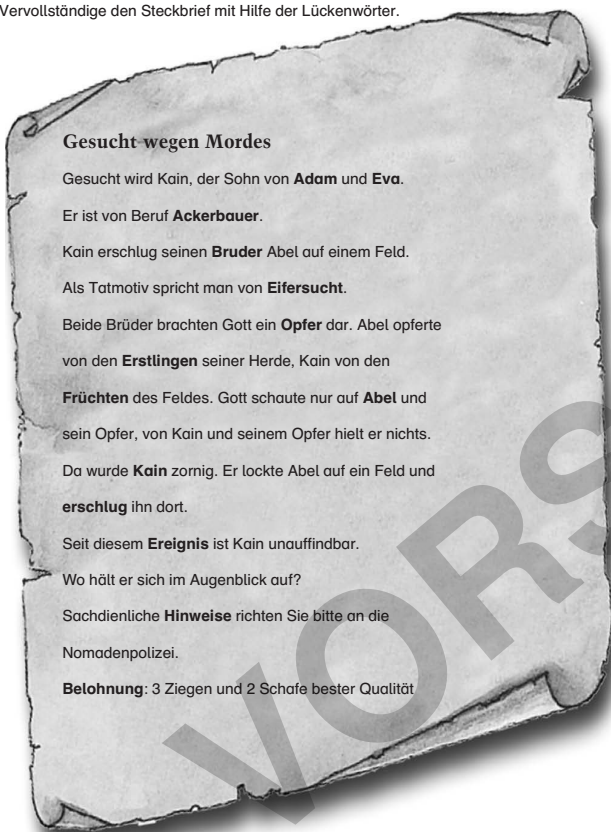 Vervollständige den Steckbrief mit Hilfe der Lückenwörter.
Gesucht wegen Mordes
Gesucht wird Kain, der Sohn von Adam und Eva.
Er ist von Beruf Ackerbauer.
Kain erschlug seinen Bruder Abel auf einem Feld.
Als Tatmotiv spricht man von Eifersucht.
Beide Brüder brachten Gott ein Opfer dar. Abel opferte
von den Erstlingen seiner Herde, Kain von den
Früchten des Feldes. Gott schaute nur auf Abel und
sein Opfer, von Kain und seinem Opfer hielt er nichts.
Da wurde Kain zornig. Er lockte Abel auf ein Feld und
erschlug ihn dort.
Seit diesem Ereignis ist Kain unauffindbar.
Wo hält er sich im Augenblick auf?
Sachdienliche Hinweise richten Sie bitte an die
Nomadenpolizei.
Belohnung: 3 Ziegen und 2 Schafe bester Qualität
VORS